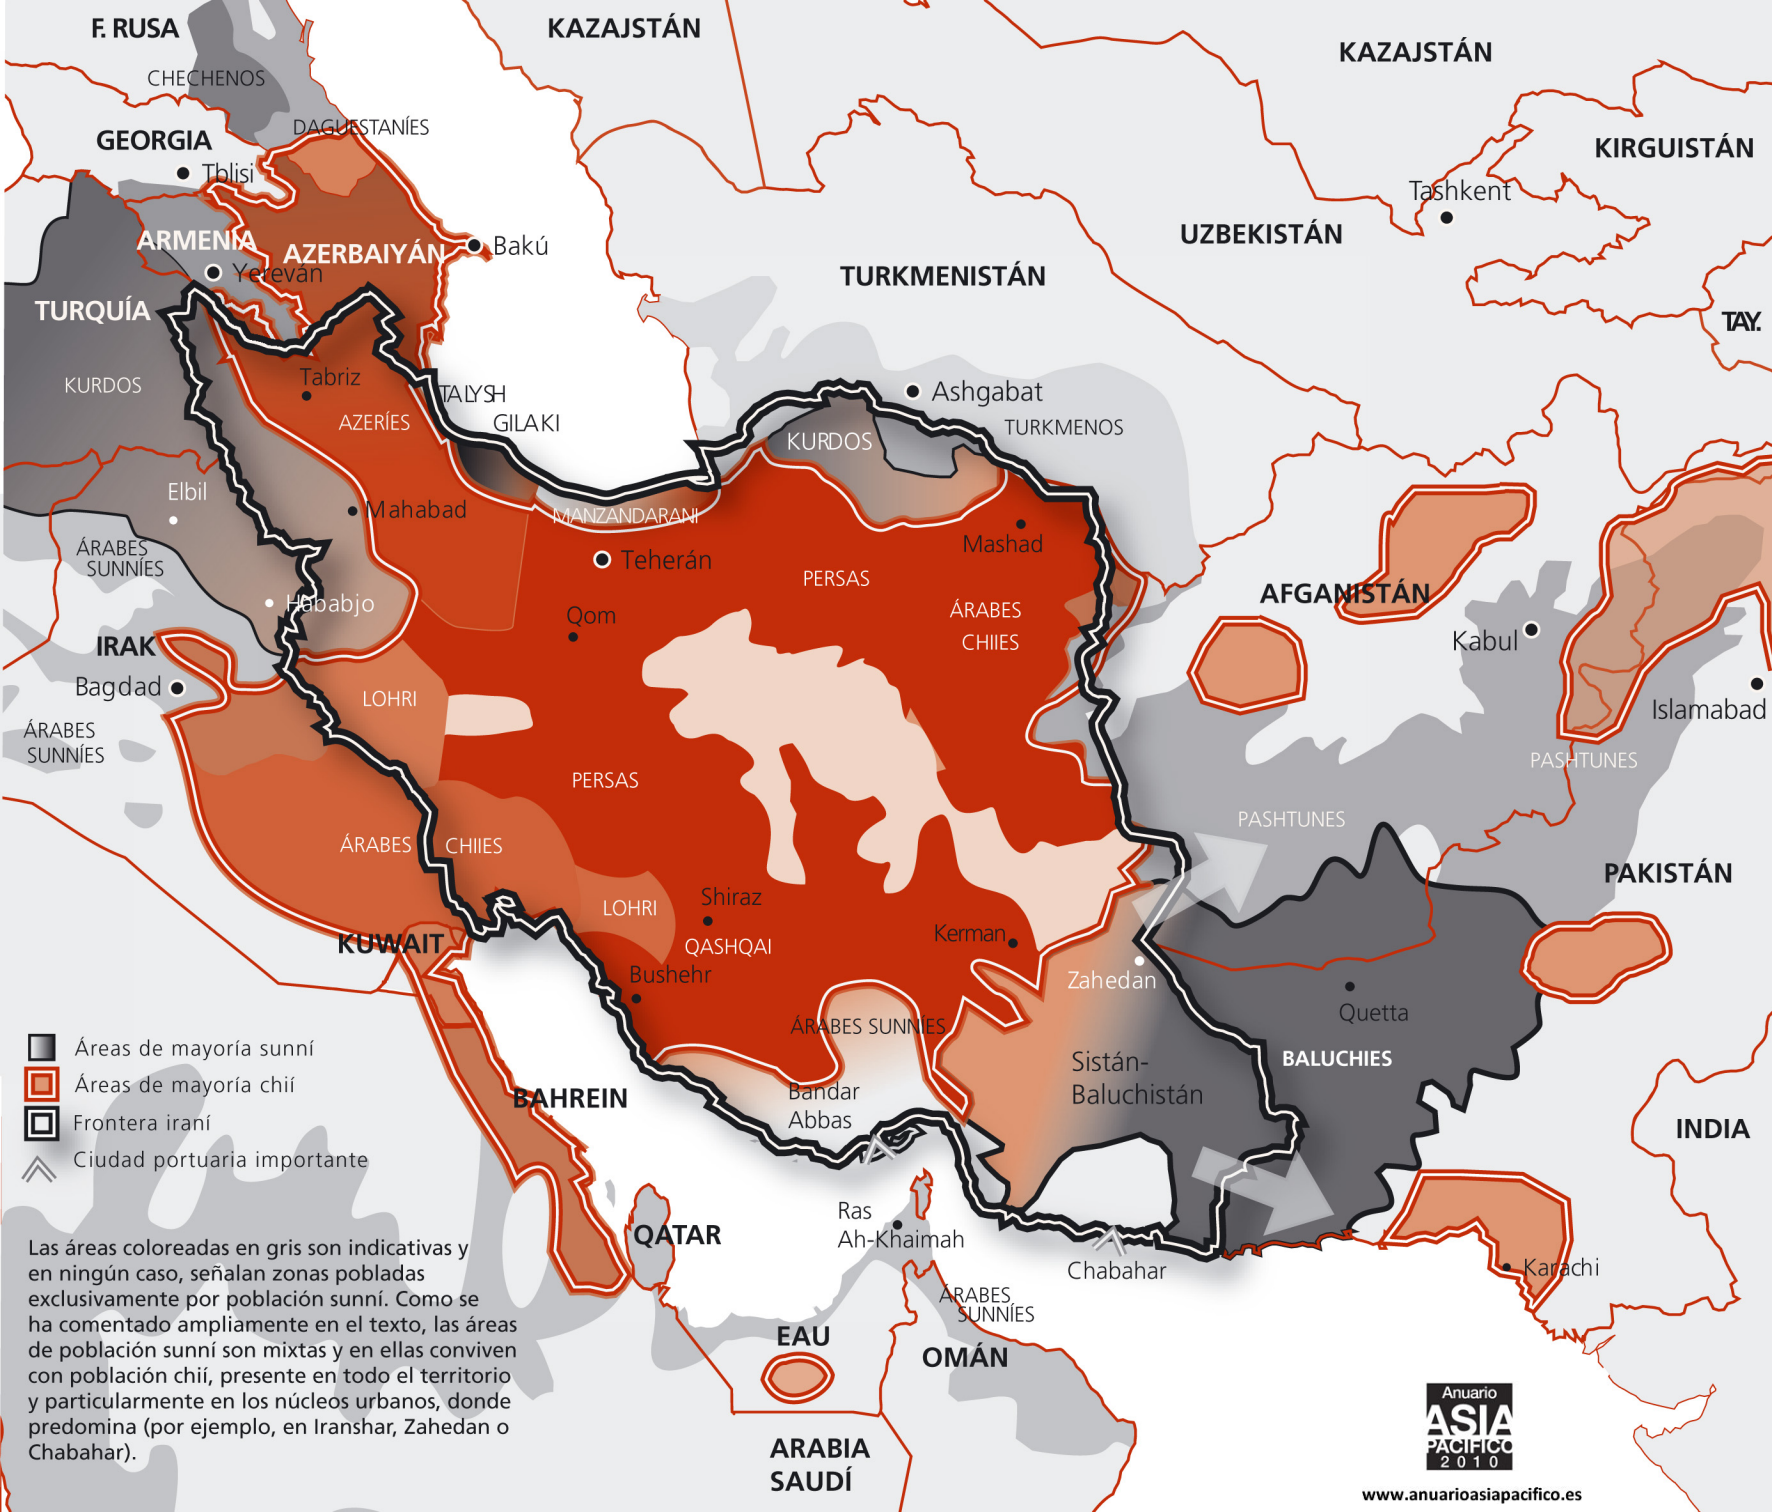 F. RUSA
KAZAJSTÁN
KAZAJSTÁN
CHECHENOS
DAGUESTANÍES
GEORGIA
Tblisi
KIRGUISTÁN
Tashkent
UZBEKISTÁN
ARMENIA
AZERBAIYÁN
Bakú
Yereván
TURKMENISTÁN
TURQUÍA
TAY.
KURDOS
Tabriz
TALYSH
Ashgabat
AZERÍES
GILAKI
TURKMENOS
KURDOS
Elbil
Mahabad
MANZANDARANI
Mashad
ÁRABES
SUNNÍES
Teherán
PERSAS
AFGANISTÁN
Hababjo
Qom
ÁRABES
CHIIES
Kabul
IRAK
Bagdad
LOHRI
Islamabad
ÁRABES
SUNNÍES
PERSAS
PASHTUNES
PASHTUNES
ÁRABES
CHIIES
PAKISTÁN
LOHRI
Shiraz
QASHQAI
Kerman
KUWAIT
Bushehr
Zahedan
Quetta
ÁRABES SUNNÍES
Sistán-
Baluchistán
BALUCHIES
Bandar
Abbas
BAHREIN
INDIA
Áreas de mayoría sunní
Áreas de mayoría chií
Frontera iraní
Ciudad portuaria importante
QATAR
Ras
Ah-Khaimah
Chabahar
Karachi
ÁRABES
SUNNÍES
EAU
OMÁN
ARABIA
SAUDÍ
Las áreas coloreadas en gris son indicativas y
en ningún caso, señalan zonas pobladas
exclusivamente por población sunní. Como se
ha comentado ampliamente en el texto, las áreas
de población sunní son mixtas y en ellas conviven
con población chií, presente en todo el territorio
y particularmente en los núcleos urbanos, donde
predomina (por ejemplo, en Iranshar, Zahedan o
Chabahar).
Anuario
ASIA
PACÍFICO
2010
www.anuarioasiapacifico.es